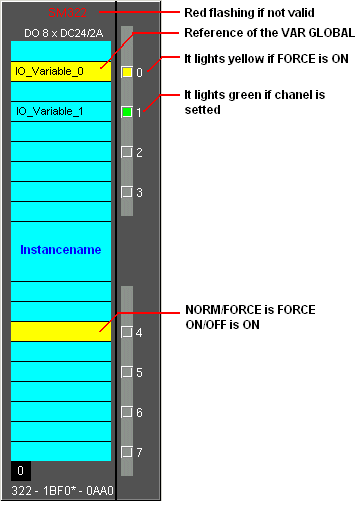 Red flashing if not valid
DO 8 x DC24/2A
Reference of the VAR GLOBAL
IO_Variable_0
0
It lights yellow if FORCE is ON
IO_Variable_1
1
It lights green if chanel is
setted
2
3
Instancename
NORM/FORCE is FORCE
ON/OFF is ON
4
5
6
7
0
322 - 1BF0* - 0AA0